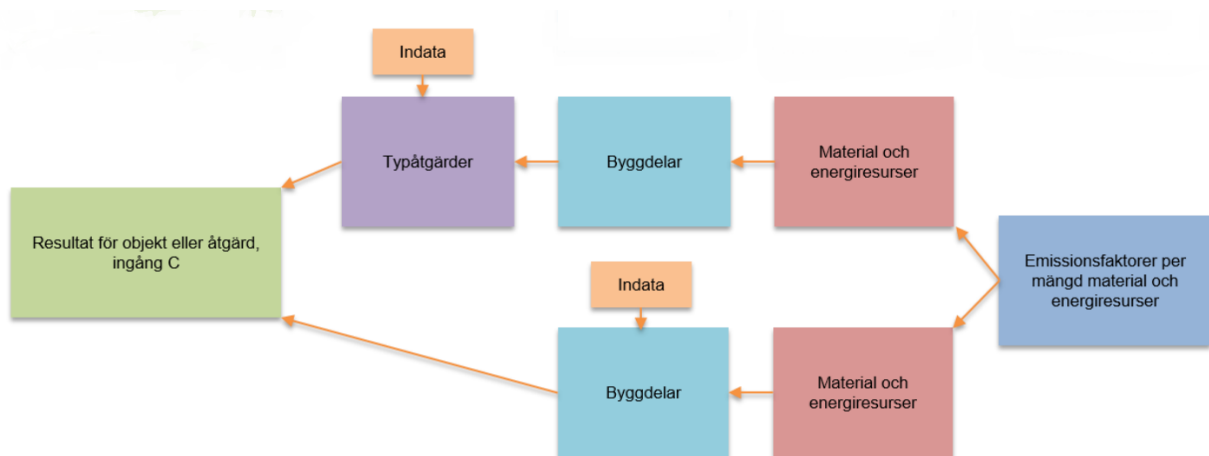 Indata
Typåtgärder
Byggdelar
Material och
energiresurser
Resultat för objekt eller åtgärd,
ingång C
Emissionsfaktorer per
mängd material och
energiresurser
Indata
Byggdelar
Material och
energiresurser